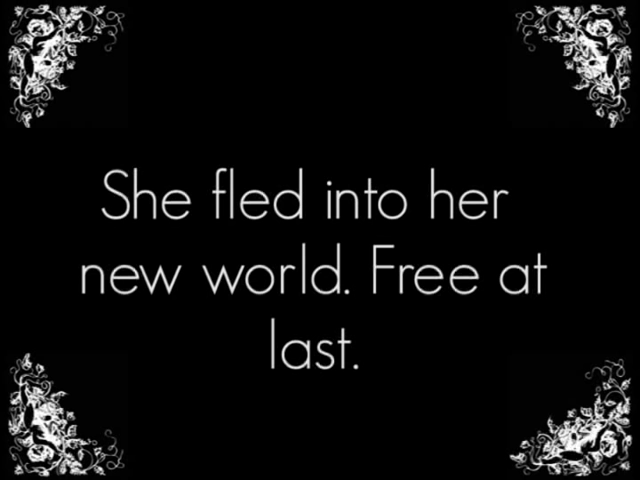 She fled into her
new world. Free at
last.